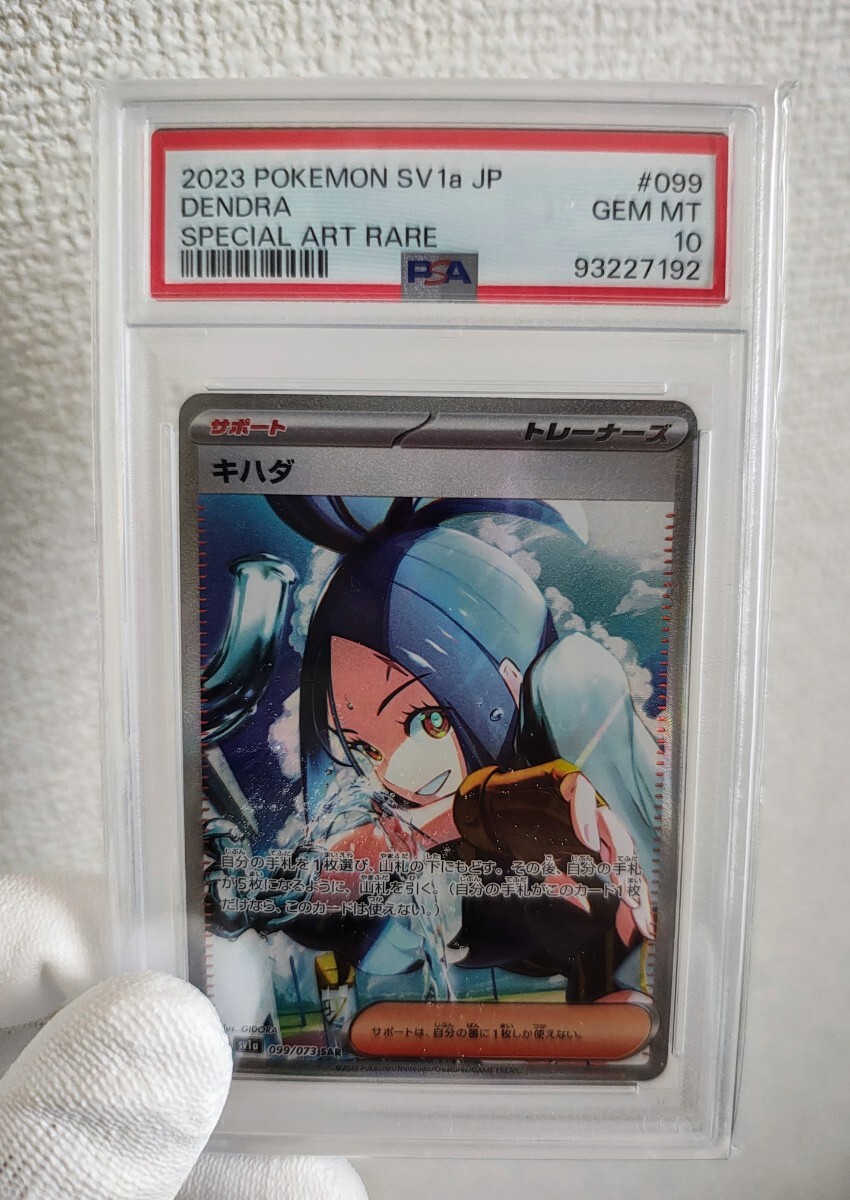 2023 POKEMON SV1a JP #099
DENDRA GEM MT
SPECIAL ART RARE 10
PSA 93227192
サポート トレーナーズ
キハダ
自分の手札を1枚選び、山札の下にもどす。その後、自分の手札
が5枚になるように、山札を引く。（自分の手札がこのカード1枚
だけなら、このカードは使えない。）
サポートは、自分の番に1枚しか使えない。
GIDORA
sv1a 099/073 SAR
©2023 Pokémon/Nintendo/Creatures/GAME FREAK.